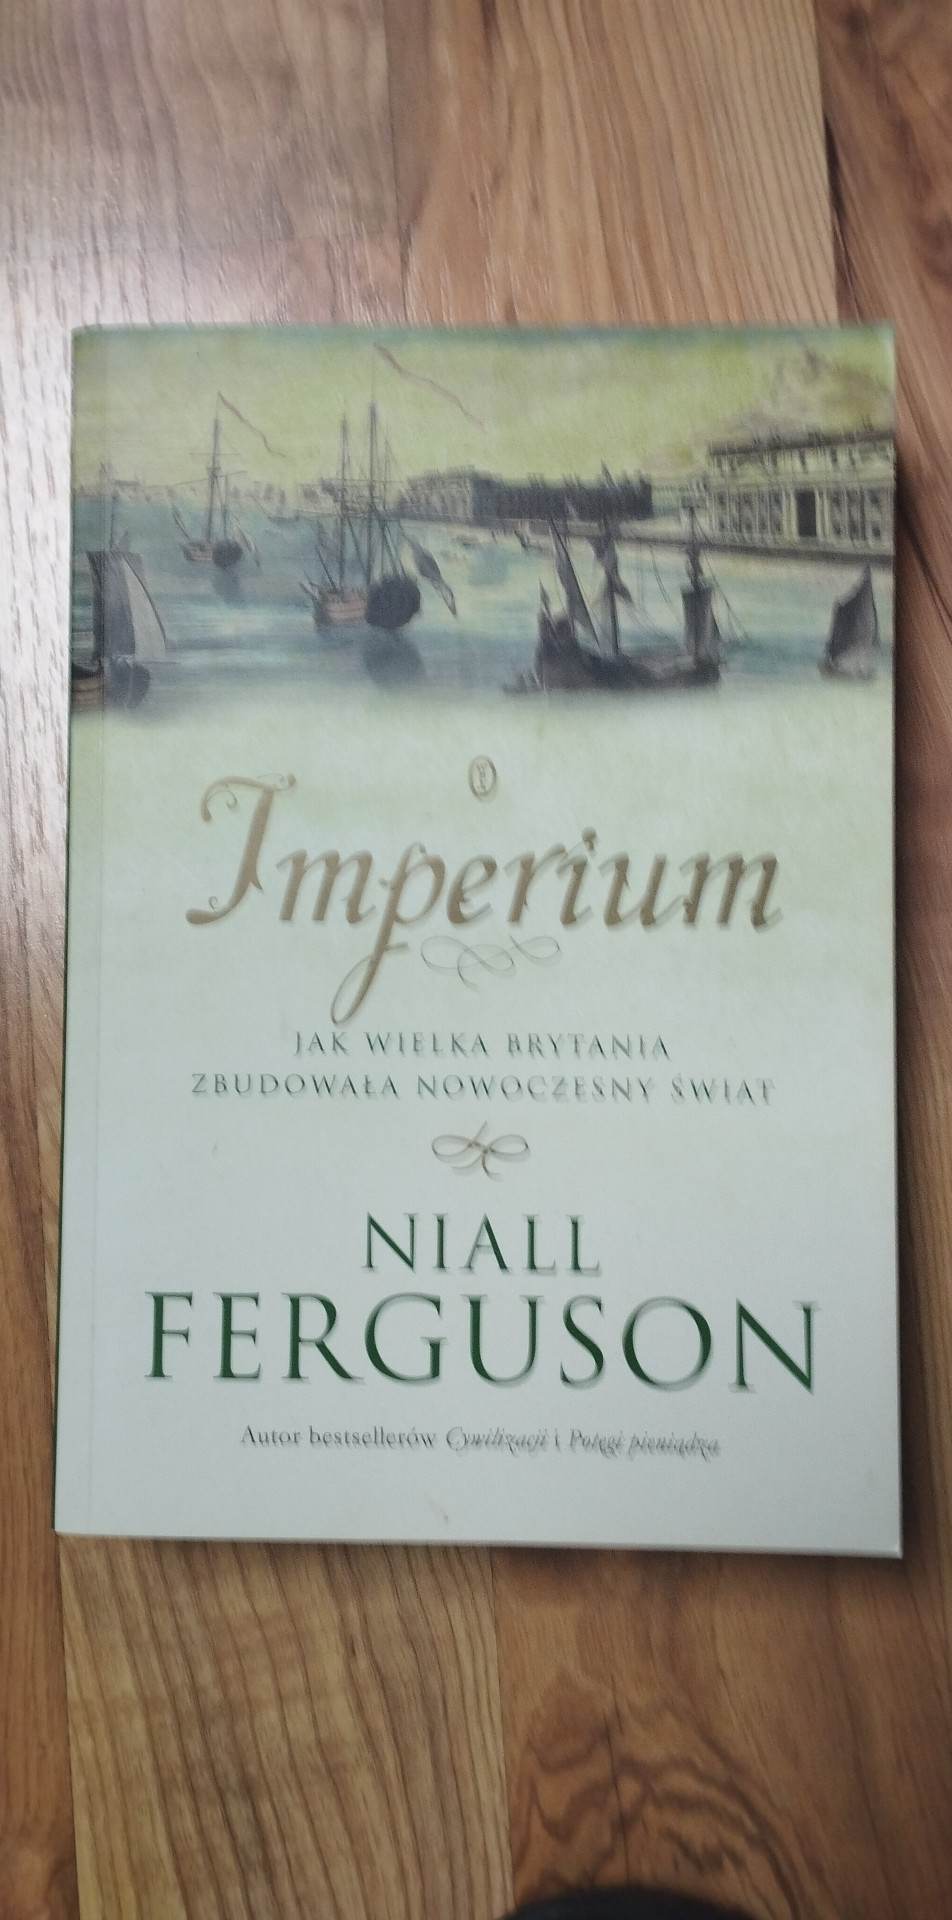 Imperium
JAK WIELKA BRYTANIA
ZBUDOWAŁA NOWOCZESNY ŚWIAT
NIALL
FERGUSON
Autor bestsellerów Cywilizacji i Potęgi pieniądza